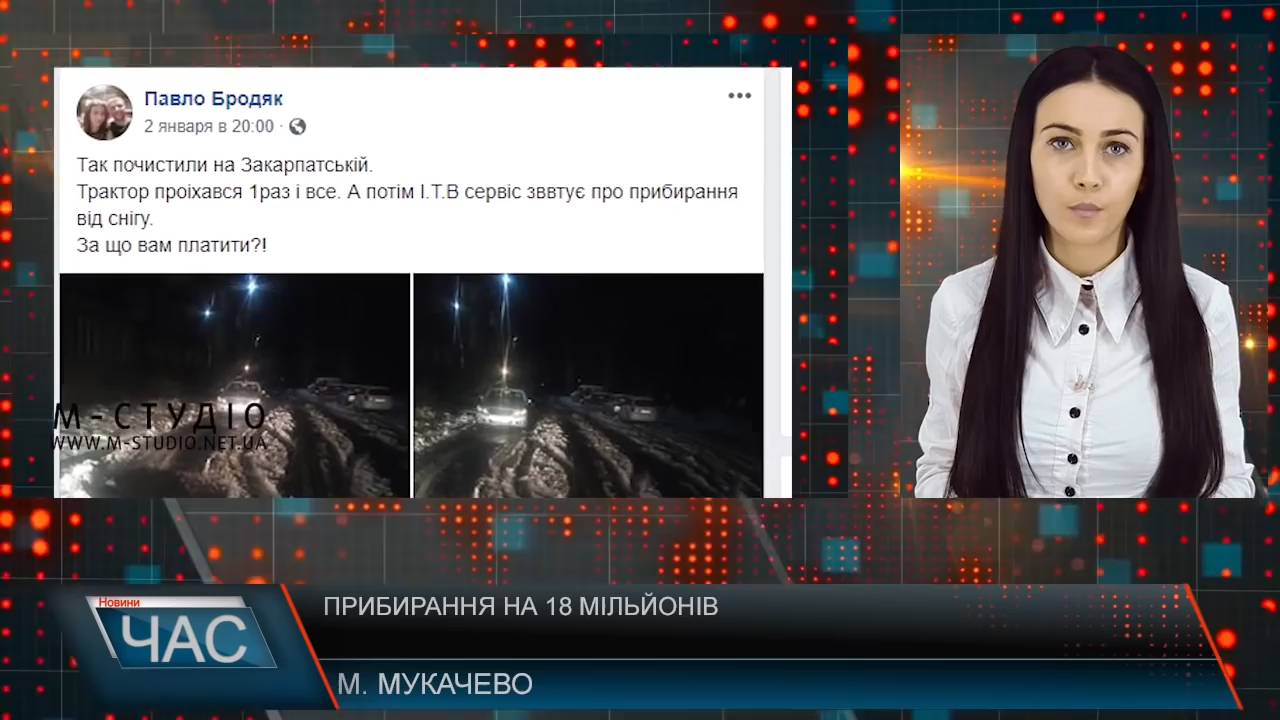 Павло Бродяк
2 января в 20:00 ·
Так почистили на Закарпатській.
Трактор проїхався 1раз і все. А потім І.Т.В сервіс зввтує про прибирання
від снігу.
За що вам платити?!
М-СТУДІО
WWW.M-STUDIO.NET.UA
Новини
ЧАС
ПРИБИРАННЯ НА 18 МІЛЬЙОНІВ
М. МУКАЧЕВО